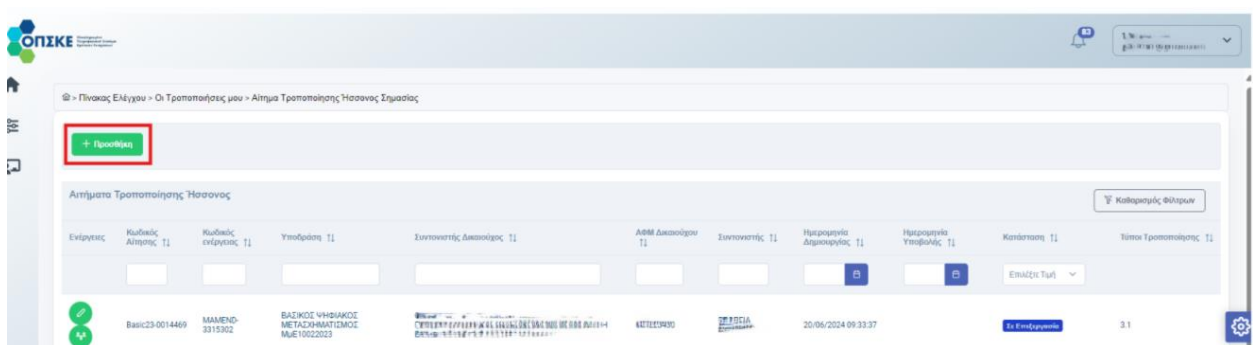 83
ΟΠΣΚΕ
> Πίνακας Ελέγχου > Οι Τροποποιήσεις μου > Αίτημα Τροποποίησης Ήσσονος Σημασίας
+ Προσθήκη
Αιτήματα Τροποποίησης Ήσσονος
Καθαρισμός Φίλτρων
Ενέργειες Κωδικός Αίτησης Κωδικός ενέργειας Υποδράση Συντονιστής Δικαιούχος ΑΦΜ Δικαιούχου Συντονιστής Ημερομηνία Δημιουργίας Ημερομηνία Υποβολής Κατάσταση Τύποι Τροποποίησης
Επιλέξτε Τιμή
Basic23-0014469 MAMEND-3315302 ΒΑΣΙΚΟΣ ΨΗΦΙΑΚΟΣ ΜΕΤΑΣΧΗΜΑΤΙΣΜΟΣ ΜμΕ10022023 20/06/2024 09:33:37 Σε Επεξεργασία 3.1